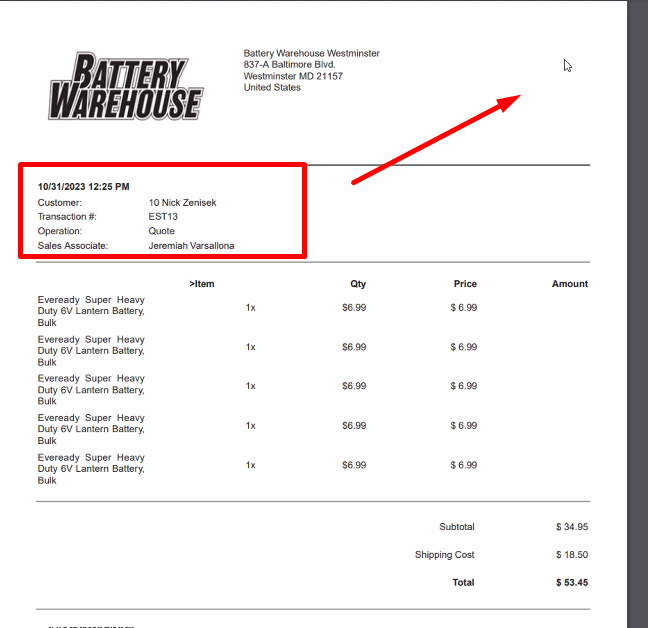 BATTERY
WAREHOUSE
Battery Warehouse Westminster
837-A Baltimore Blvd.
Westminster MD 21157
United States
10/31/2023 12:25 PM
Customer: 10 Nick Zenisek
Transaction #: EST13
Operation: Quote
Sales Associate: Jeremiah Varsallona
>Item Qty Price Amount
Eveready Super Heavy
Duty 6V Lantern Battery, 1x $6.99 $ 6.99
Bulk
Eveready Super Heavy
Duty 6V Lantern Battery, 1x $6.99 $ 6.99
Bulk
Eveready Super Heavy
Duty 6V Lantern Battery, 1x $6.99 $ 6.99
Bulk
Eveready Super Heavy
Duty 6V Lantern Battery, 1x $6.99 $ 6.99
Bulk
Eveready Super Heavy
Duty 6V Lantern Battery, 1x $6.99 $ 6.99
Bulk
Subtotal $ 34.95
Shipping Cost $ 18.50
Total $ 53.45